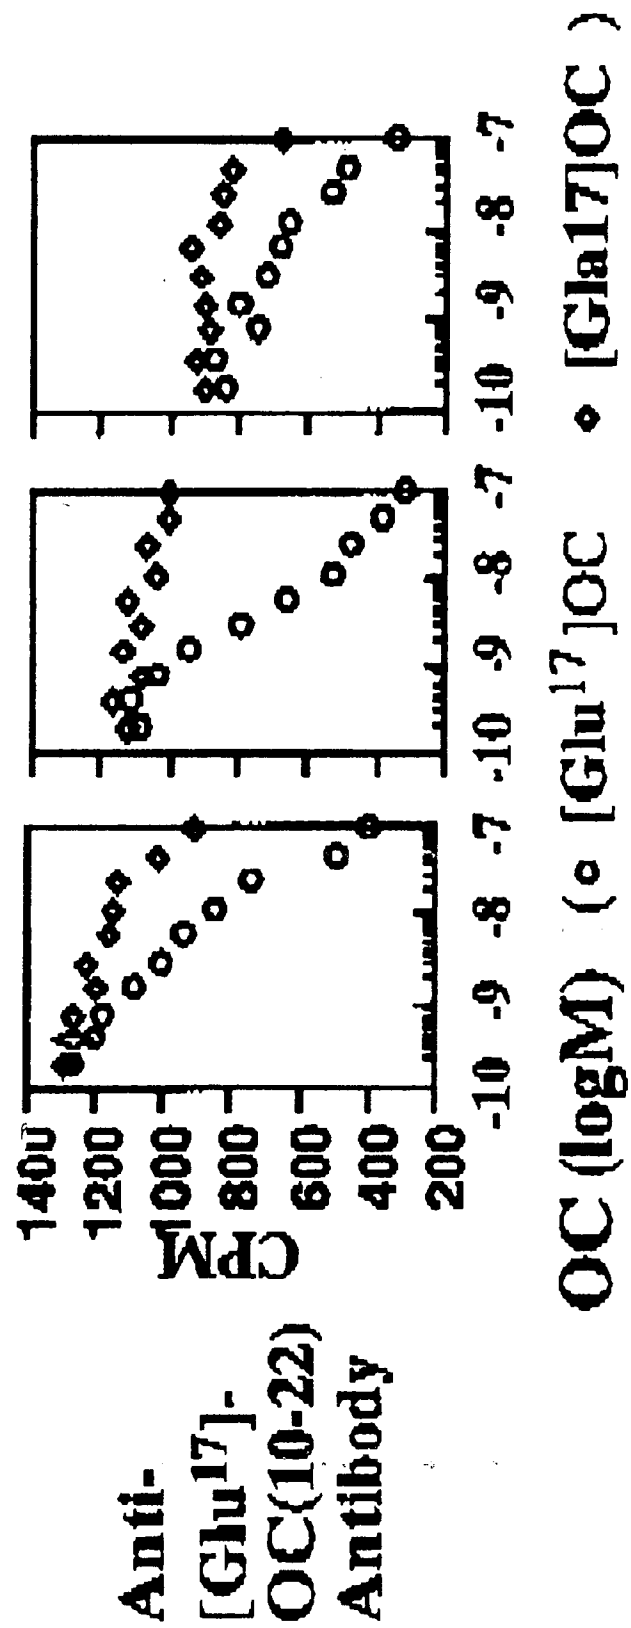 Anti-
[Glu17]-
OC(10-22)
Antibody
CPM
1400
1200
1000
800
600
400
200
-10 -9 -8 -7
-10 -9 -8 -7
-10 -9 -8 -7
OC (logM) (o [Glu17]OC ◇ [Gla17]OC )